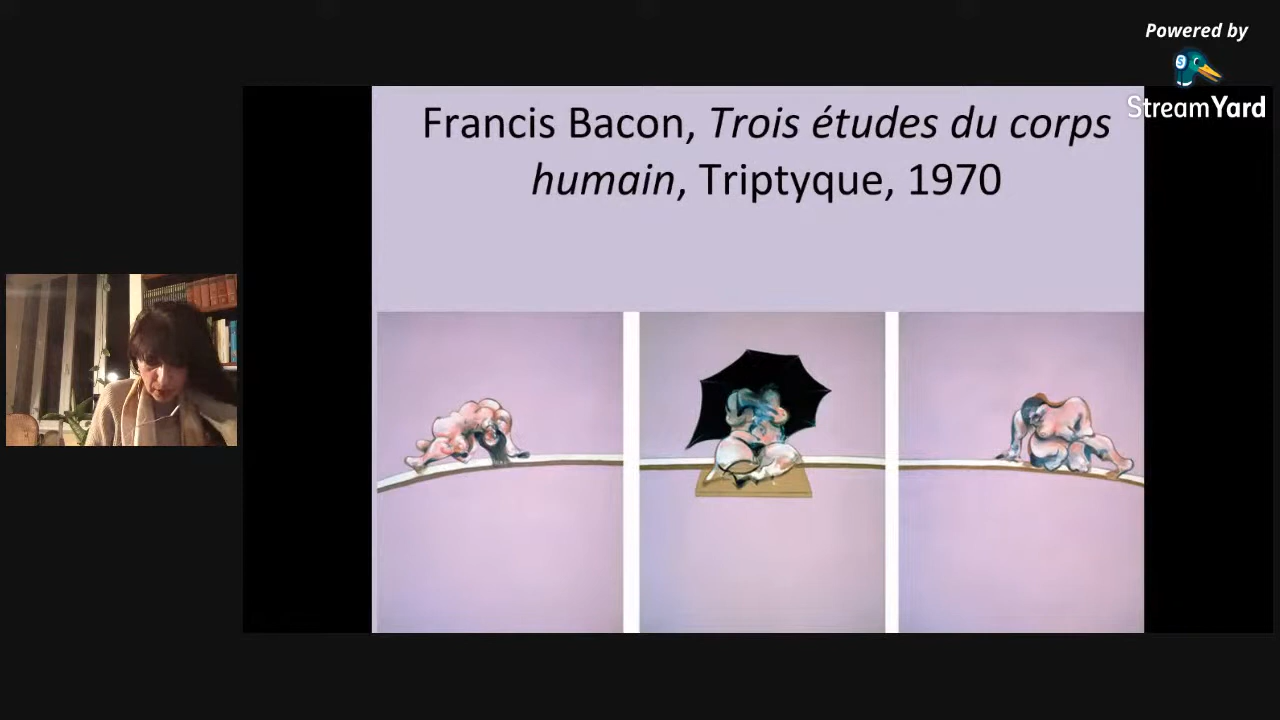 Powered by
StreamYard
Francis Bacon, Trois études du corps
humain, Triptyque, 1970